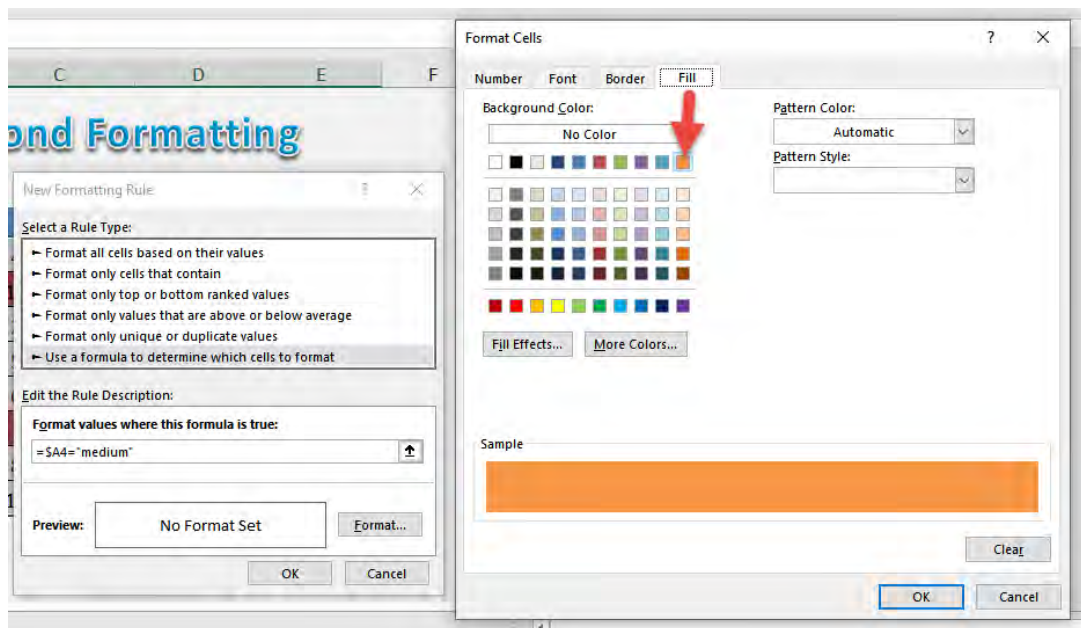 C D E F
ond Formatting
New Formatting Rule ? ×
Select a Rule Type:
► Format all cells based on their values
► Format only cells that contain
► Format only top or bottom ranked values
► Format only values that are above or below average
► Format only unique or duplicate values
► Use a formula to determine which cells to format
Edit the Rule Description:
Format values where this formula is true:
=$A4="medium"
Preview:
No Format Set
Format...
OK
Cancel
Format Cells ? ×
Number Font Border Fill
Background Color:
No Color
Fill Effects...
More Colors...
Pattern Color:
Automatic
Pattern Style:
Sample
Clear
OK
Cancel